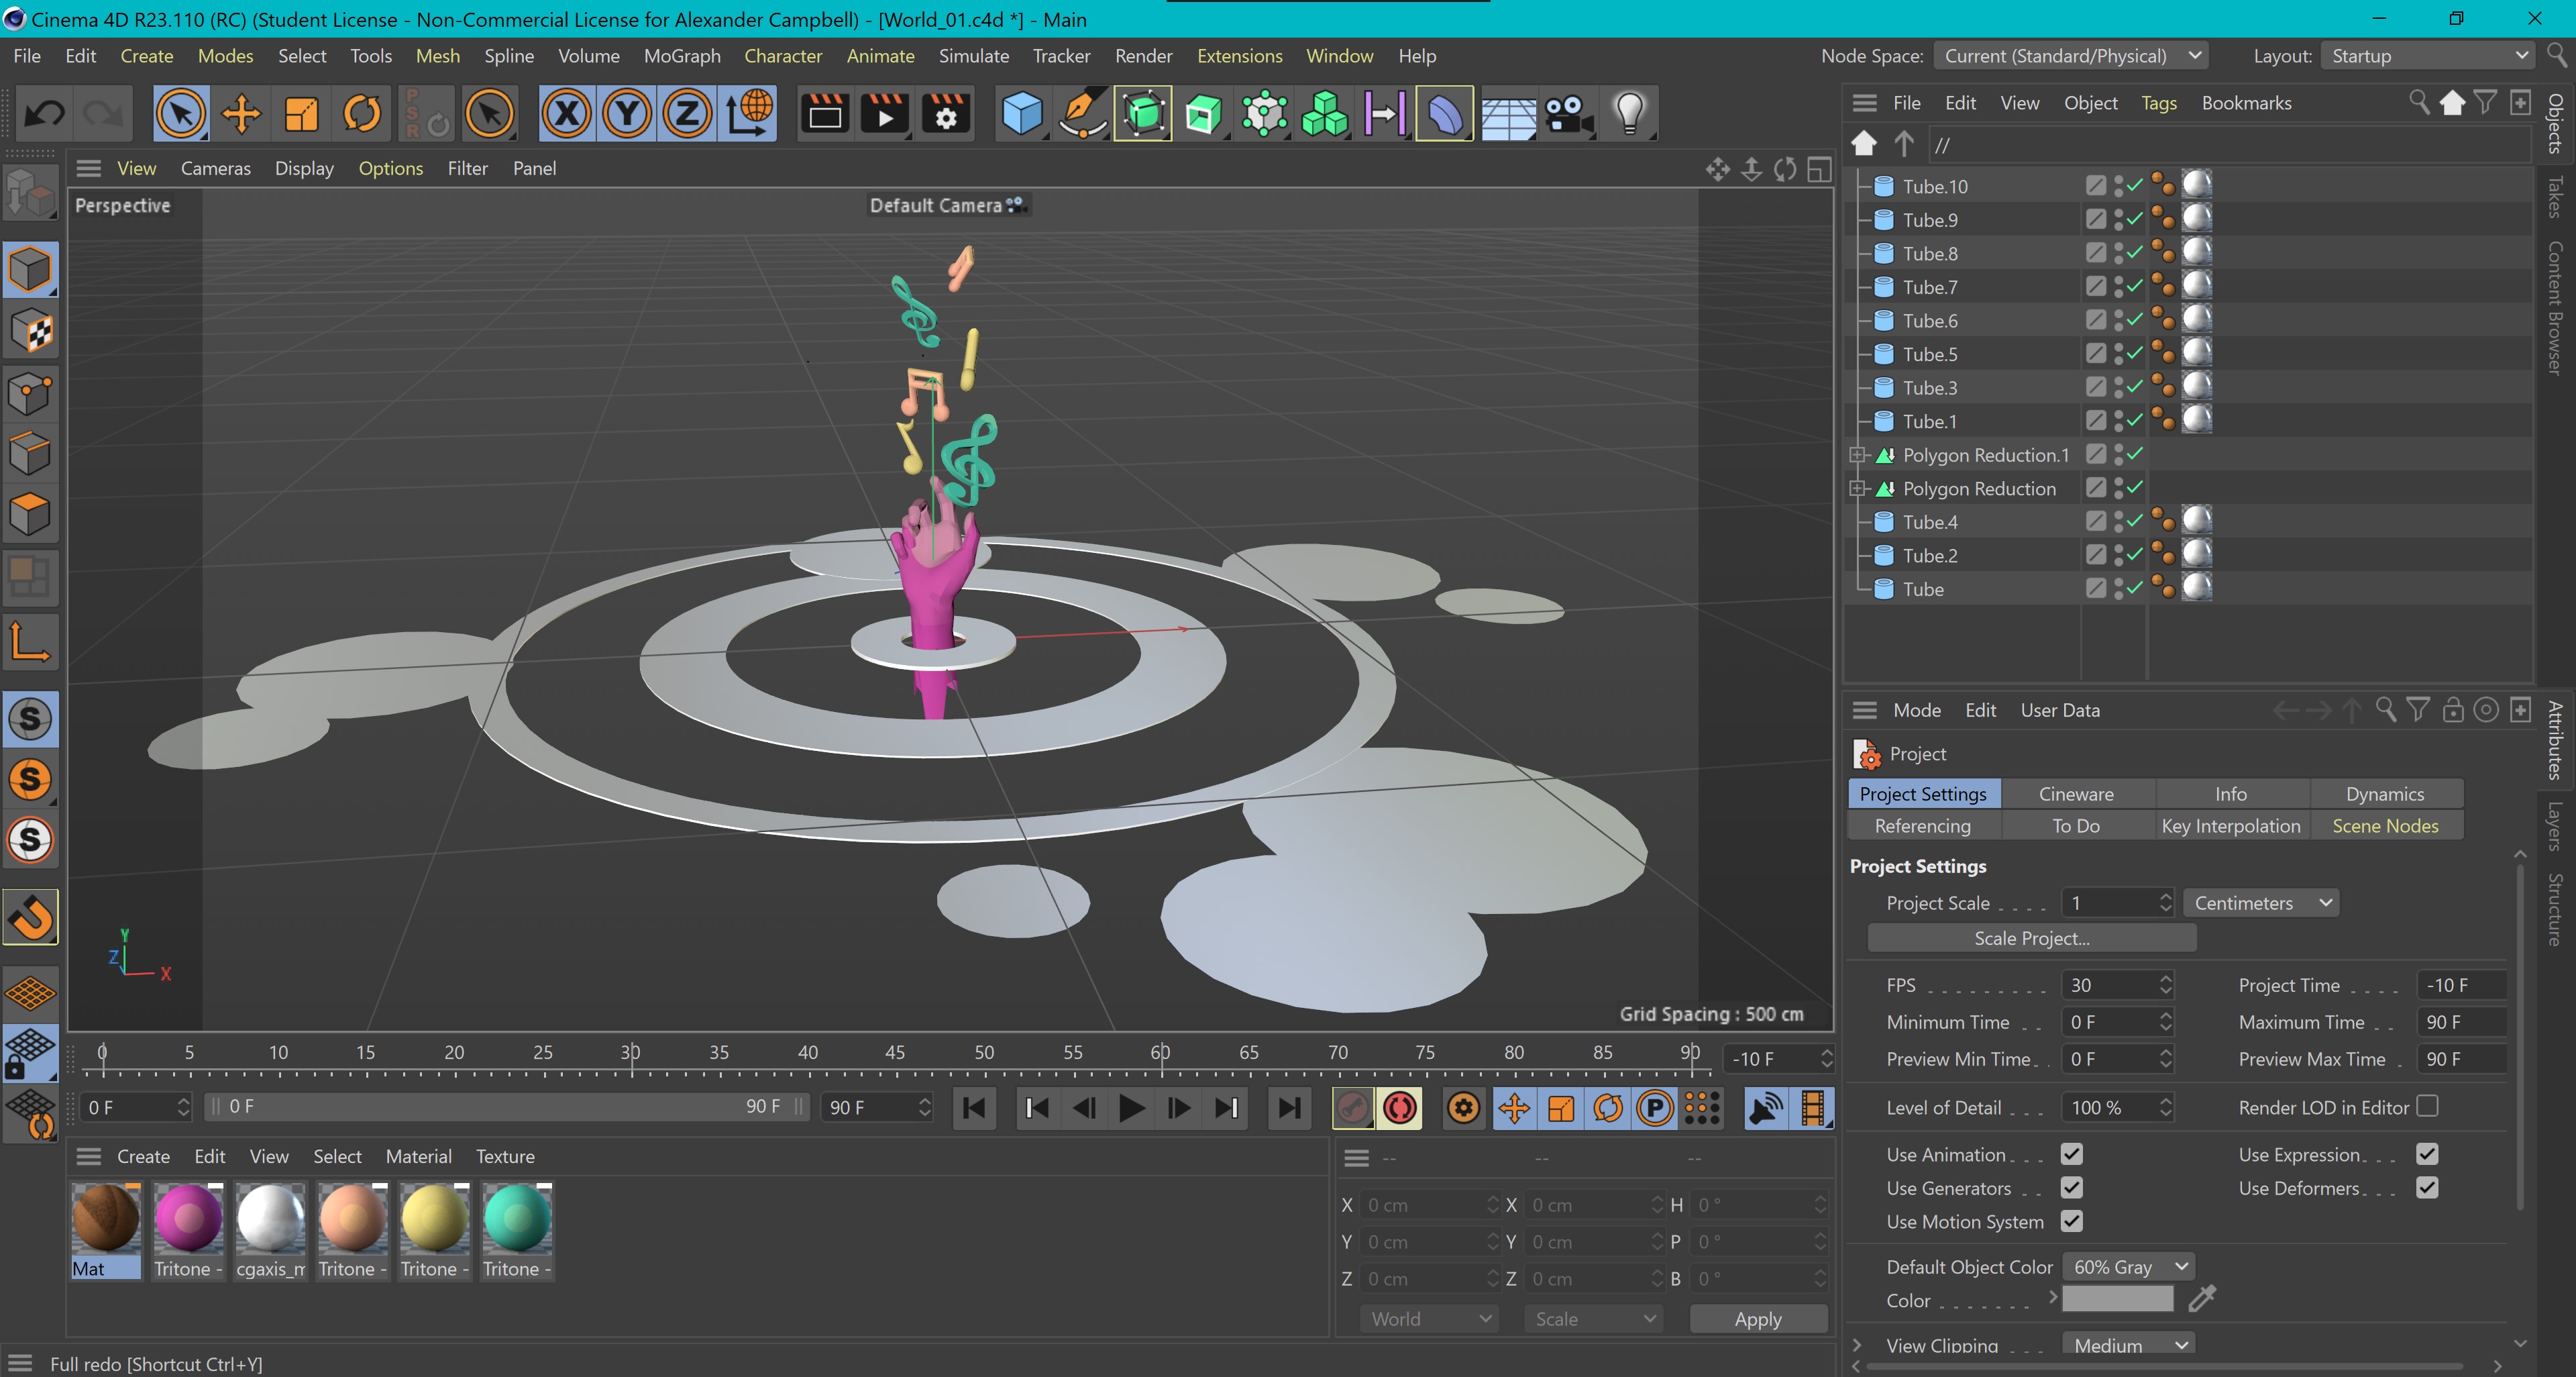 Cinema 4D R23.110 (RC) (Student License - Non-Commercial License for Alexander Campbell) - [World_01.c4d *] - Main
File Edit Create Modes Select Tools Mesh Spline Volume MoGraph Character Animate Simulate Tracker Render Extensions Window Help
Node Space: Current (Standard/Physical) Layout: Startup
P S R X Y Z
File Edit View Object Tags Bookmarks
View Cameras Display Options Filter Panel
//
Perspective
Default Camera
Tube.10
Tube.9
Tube.8
Tube.7
Tube.6
Tube.5
Tube.3
Tube.1
Polygon Reduction.1
Polygon Reduction
Tube.4
Tube.2
Tube
Objects
Takes
Content Browser
Y
Z X
Grid Spacing : 500 cm
S
S
S
Mode Edit User Data
Project
Project Settings Cineware Info Dynamics
Referencing To Do Key Interpolation Scene Nodes
Project Settings
Project Scale 1 Centimeters
Scale Project...
FPS 30 Project Time -10 F
Minimum Time 0 F Maximum Time 90 F
Preview Min Time 0 F Preview Max Time 90 F
Level of Detail 100 % Render LOD in Editor
Use Animation Use Expression
Use Generators Use Deformers
Use Motion System
Default Object Color 60% Gray
Color
View Clipping Medium
Attributes
Layers
Structure
0 5 10 15 20 25 30 35 40 45 50 55 60 65 70 75 80 85 90 -10 F
0 F 0 F 90 F 90 F P
Create Edit View Select Material Texture
Mat Tritone - cgaxis_m Tritone - Tritone - Tritone -
-- -- --
X 0 cm X 0 cm H 0 °
Y 0 cm Y 0 cm P 0 °
Z 0 cm Z 0 cm B 0 °
World Scale Apply
Full redo [Shortcut Ctrl+Y]